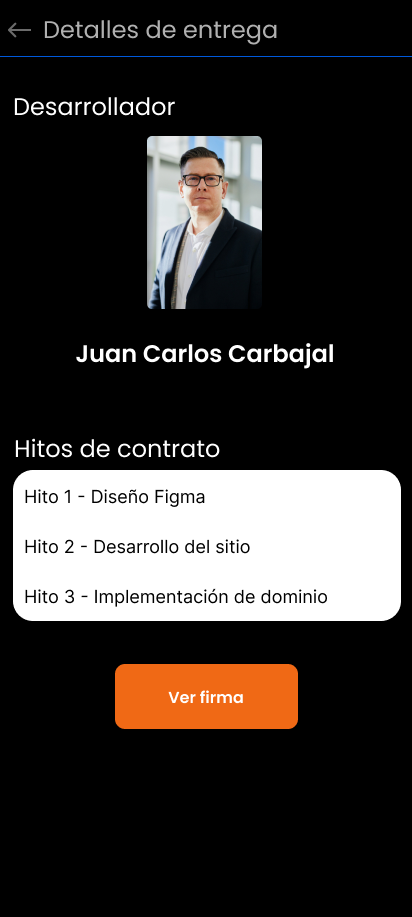 Detalles de entrega
Desarrollador
Juan Carlos Carbajal
Hitos de contrato
Hito 1 - Diseño Figma
Hito 2 - Desarrollo del sitio
Hito 3 - Implementación de dominio
Ver firma